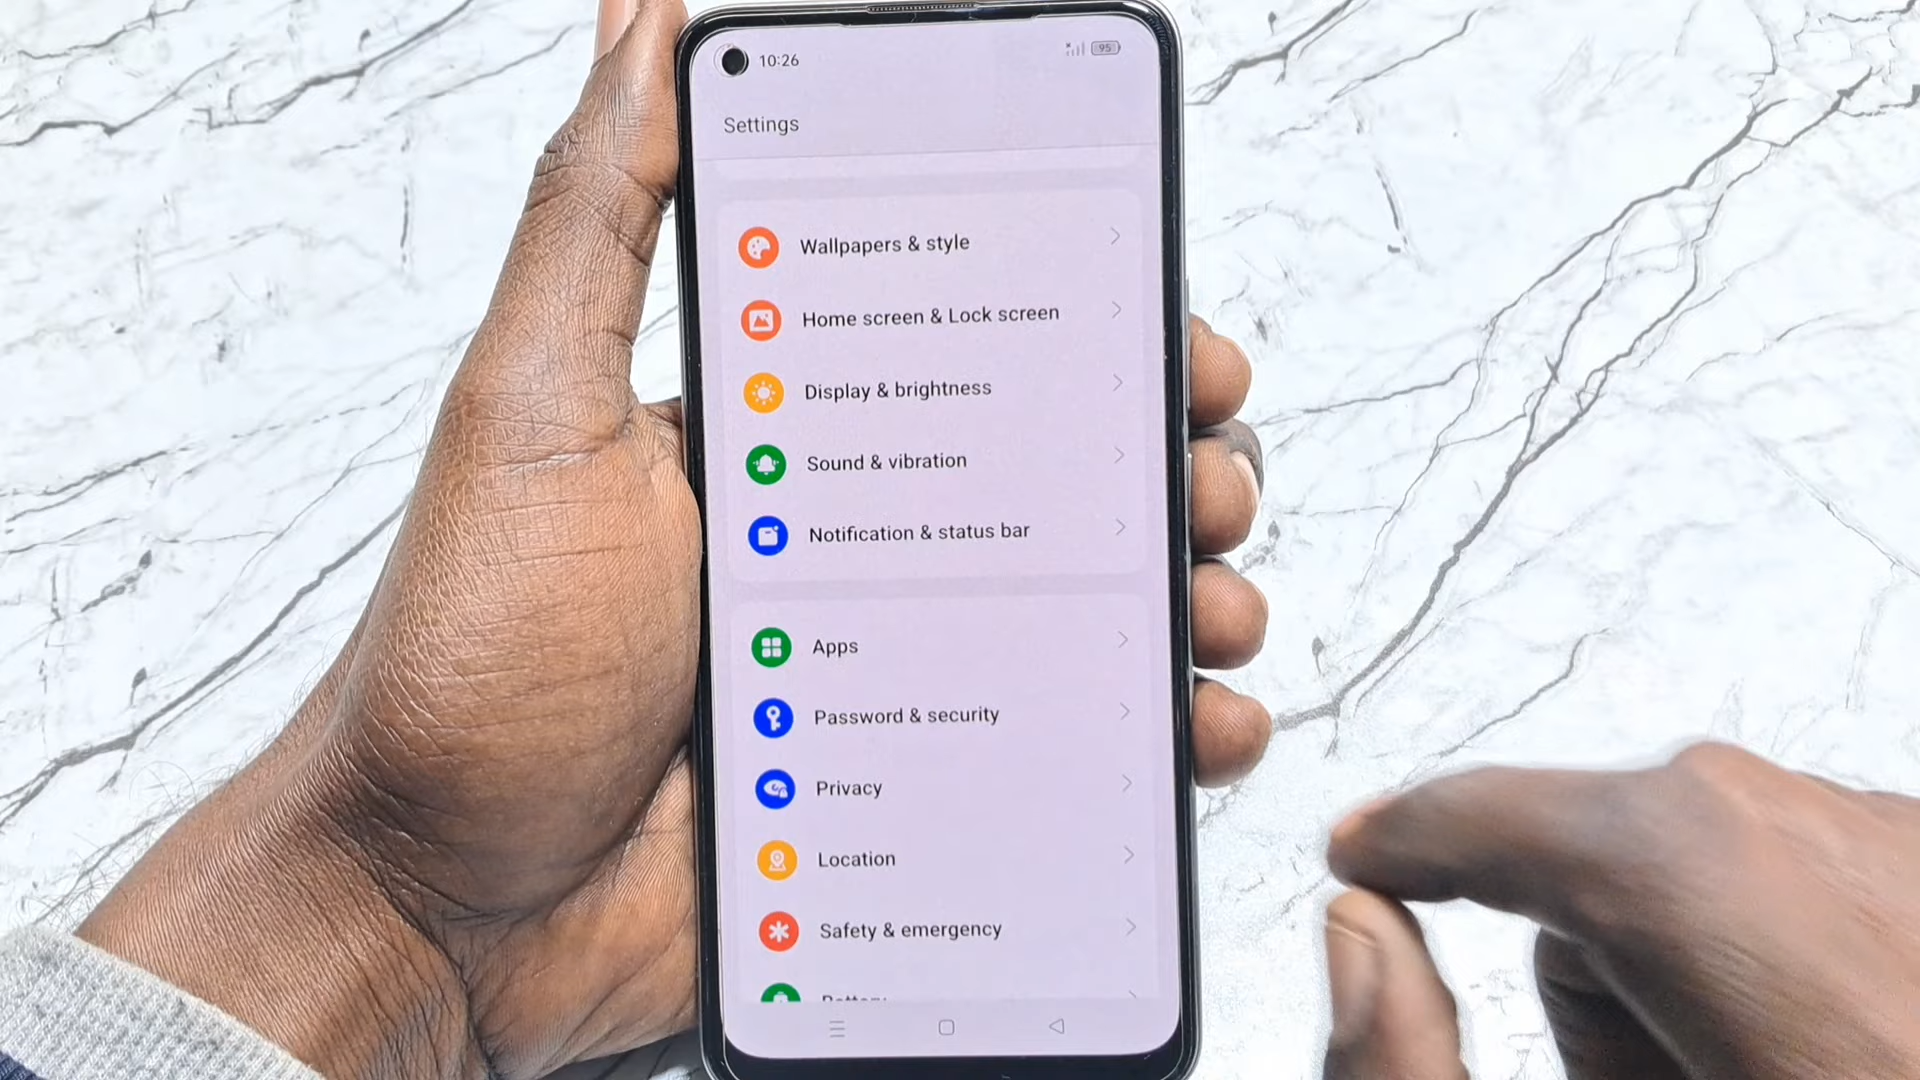 10:26
95
Settings
Wallpapers & style
Home screen & Lock screen
Display & brightness
Sound & vibration
Notification & status bar
Apps
Password & security
Privacy
Location
Safety & emergency